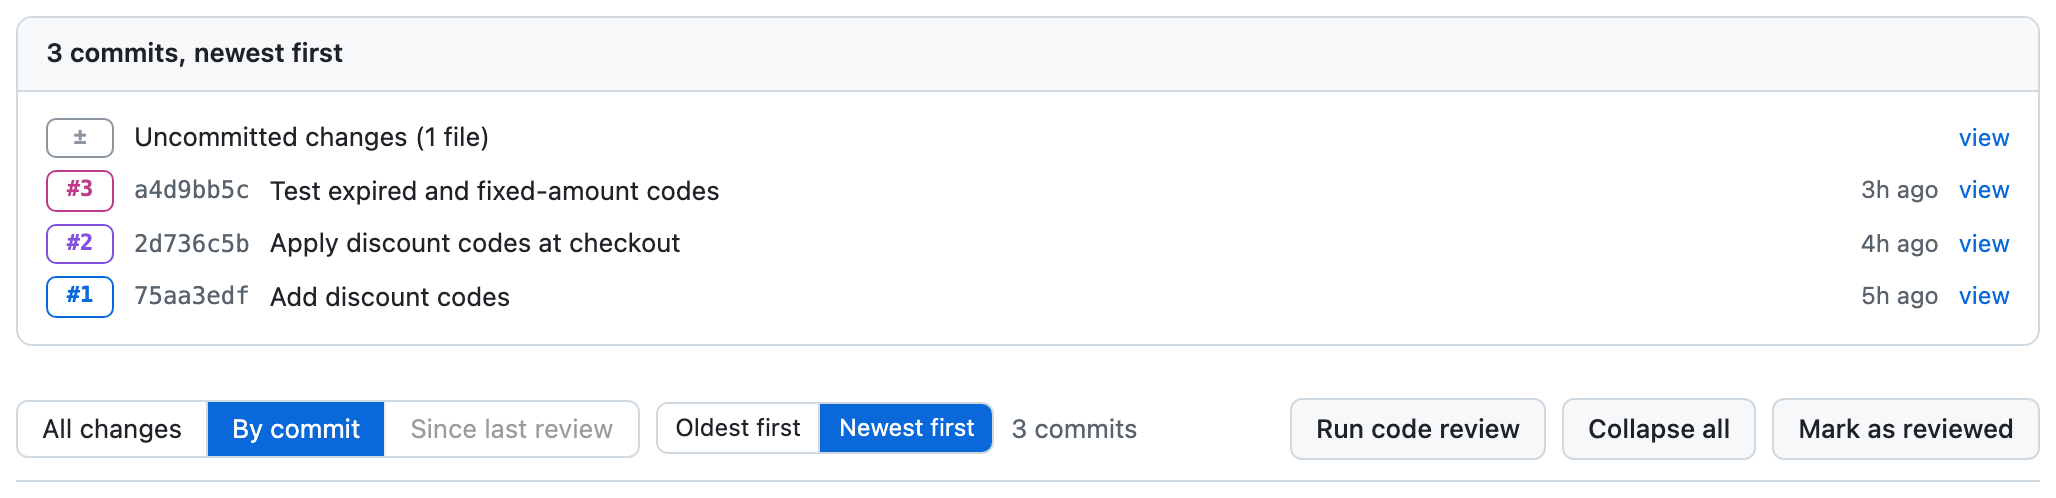 3 commits, newest first
± Uncommitted changes (1 file) view
#3 a4d9bb5c Test expired and fixed-amount codes 3h ago view
#2 2d736c5b Apply discount codes at checkout 4h ago view
#1 75aa3edf Add discount codes 5h ago view
All changes By commit Since last review Oldest first Newest first 3 commits Run code review Collapse all Mark as reviewed